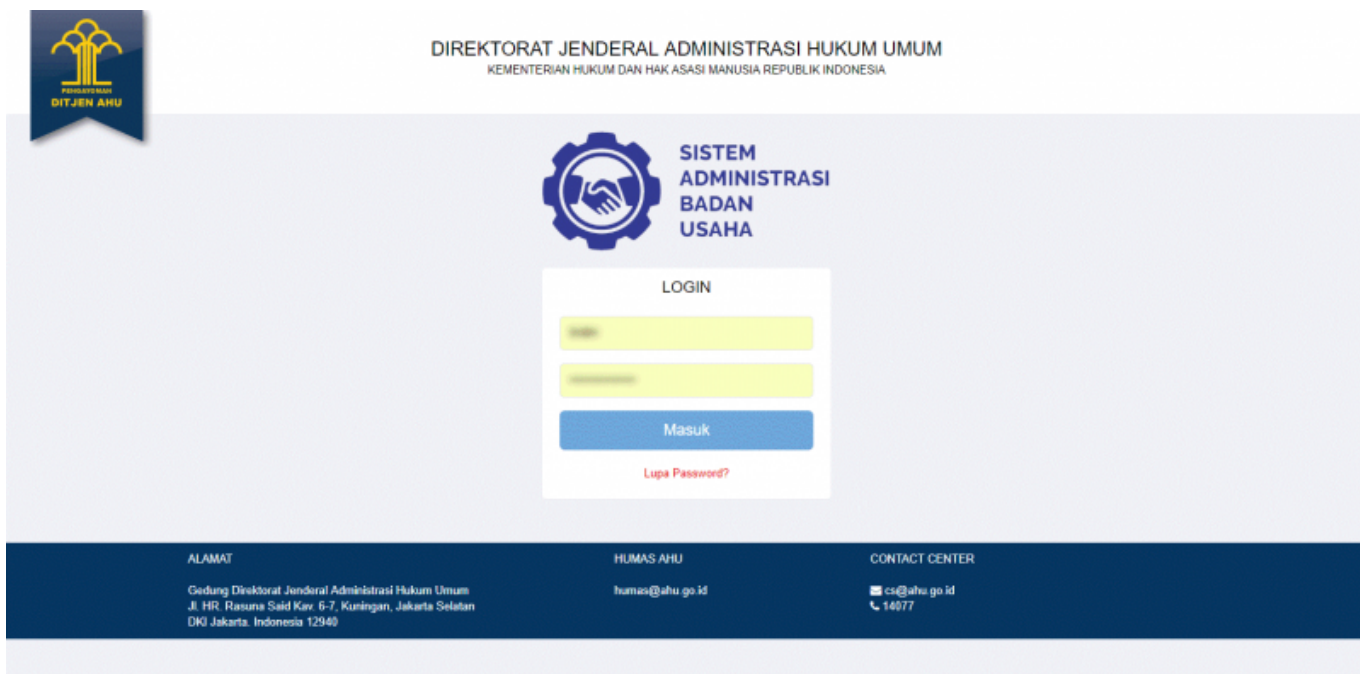 PENGAYOMAN
DITJEN AHU
DIREKTORAT JENDERAL ADMINISTRASI HUKUM UMUM
KEMENTERIAN HUKUM DAN HAK ASASI MANUSIA REPUBLIK INDONESIA
SISTEM
ADMINISTRASI
BADAN
USAHA
LOGIN
Masuk
Lupa Password?
ALAMAT
Gedung Direktorat Jenderal Administrasi Hukum Umum
Jl. HR. Rasuna Said Kav. 6-7, Kuningan, Jakarta Selatan
DKI Jakarta. Indonesia 12940
HUMAS AHU
humas@ahu.go.id
CONTACT CENTER
cs@ahu.go.id
14077